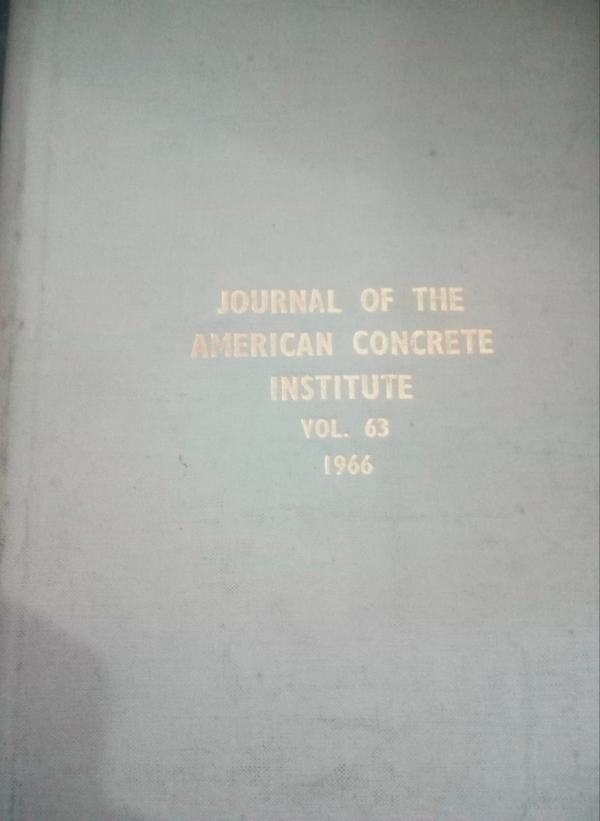 JOURNAL OF THE
AMERICAN CONCRETE
INSTITUTE
VOL. 63
1966